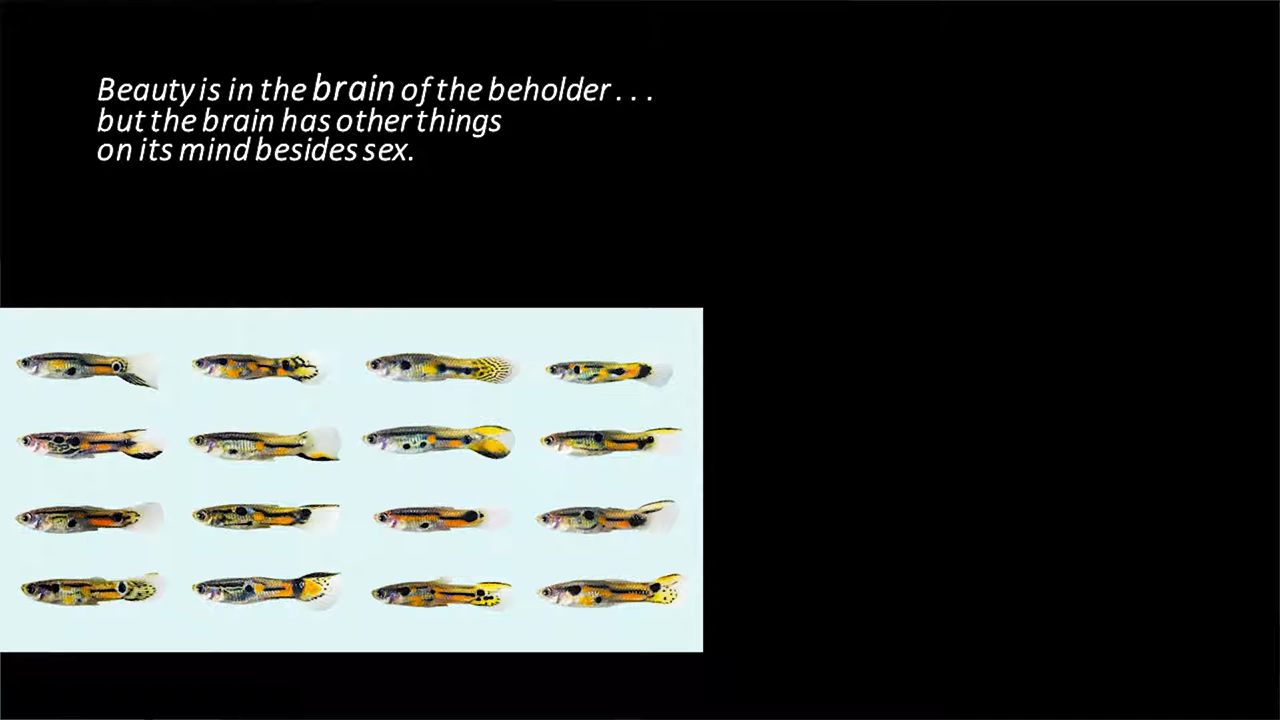 Beauty is in the brain of the beholder . . .
but the brain has other things
on its mind besides sex.